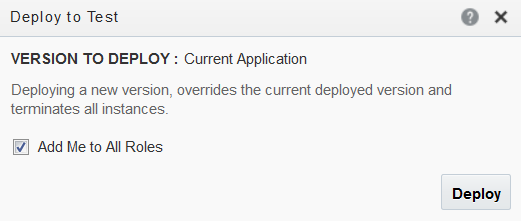 Deploy to Test
VERSION TO DEPLOY : Current Application
Deploying a new version, overrides the current deployed version and
terminates all instances.
Add Me to All Roles
Deploy